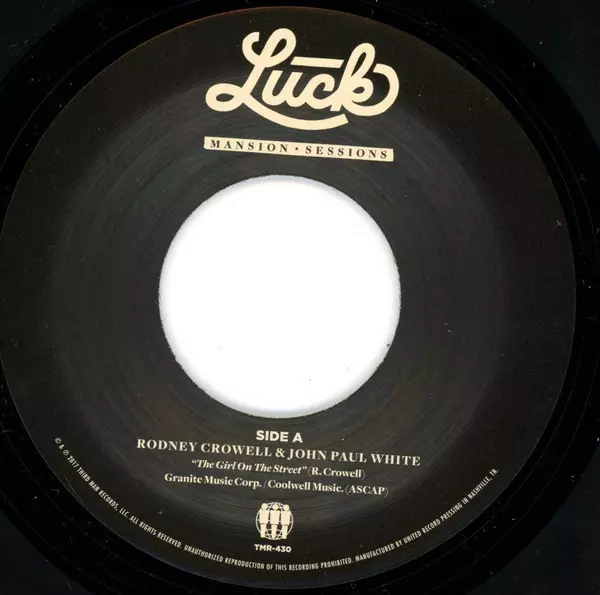 Luck
MANSION • SESSIONS
SIDE A
RODNEY CROWELL & JOHN PAUL WHITE
“The Girl On The Street” (R. Crowell)
Granite Music Corp. / Coolwell Music. (ASCAP)
TMR-430
© & ℗ 2017 THIRD MAN RECORDS, LLC. ALL RIGHTS RESERVED. UNAUTHORIZED REPRODUCTION OF THIS RECORDING PROHIBITED. MANUFACTURED BY UNITED RECORD PRESSING IN NASHVILLE, TN.